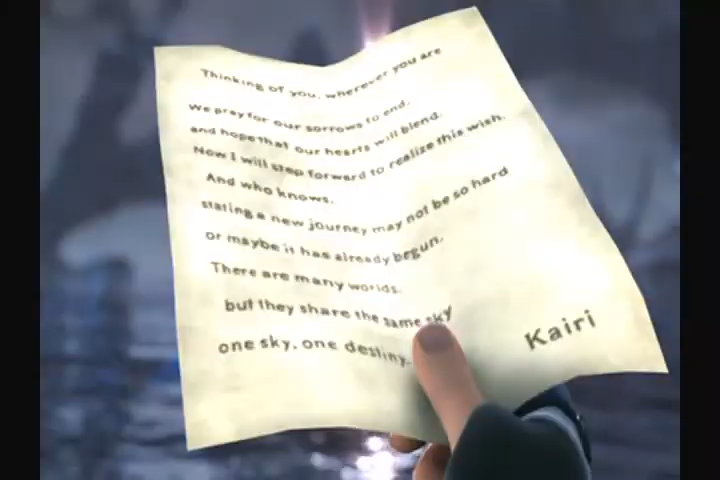 Thinking of you, wherever you are
We pray for our sorrows to end,
and hope that our hearts will blend.
Now I will step forward to realize this wish.
And who knows,
stating a new journey may not be so hard
or maybe it has already begun.
There are many worlds,
but they share the same sky
one sky, one destiny.
Kairi